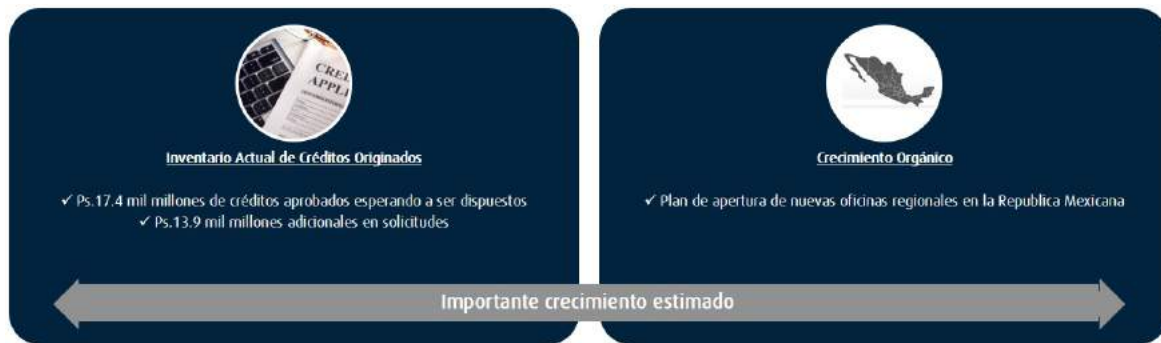 CRE
APPL
Inventario Actual de Créditos Originados
✓ Ps.17.4 mil millones de créditos aprobados esperando a ser dispuestos
✓ Ps.13.9 mil millones adicional en solicitudes
Crecimiento Orgánico
✓ Plan de apertura de nuevas oficinas regionales en la Republica Mexicana
Importante crecimiento estimado